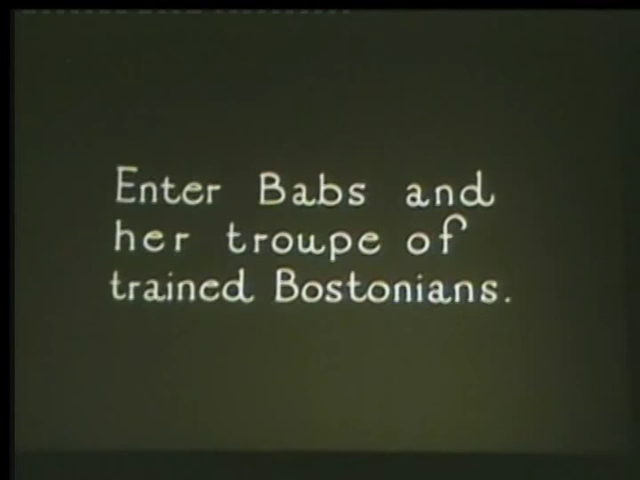 Enter Babs and
her troupe of
trained Bostonians.